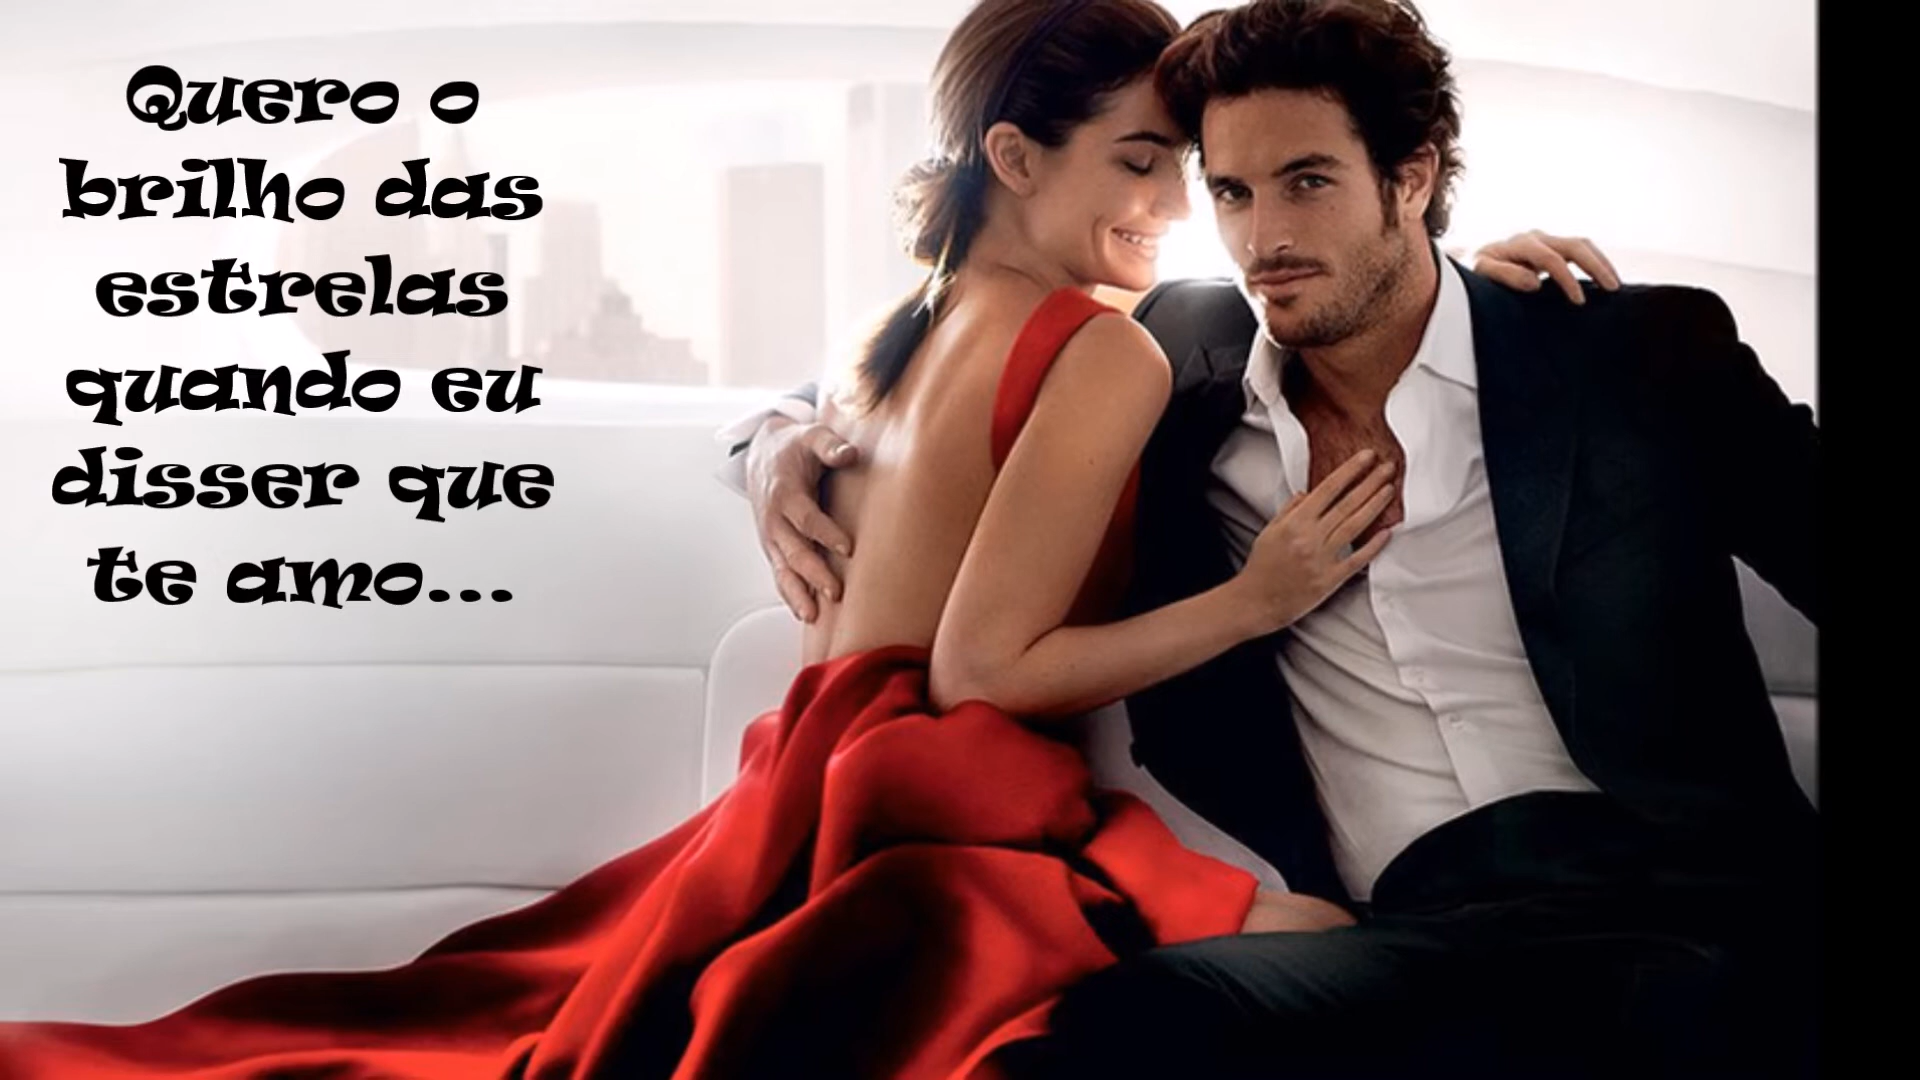 Quero o
brilho das
estrelas
quando eu
disser que
te amo...